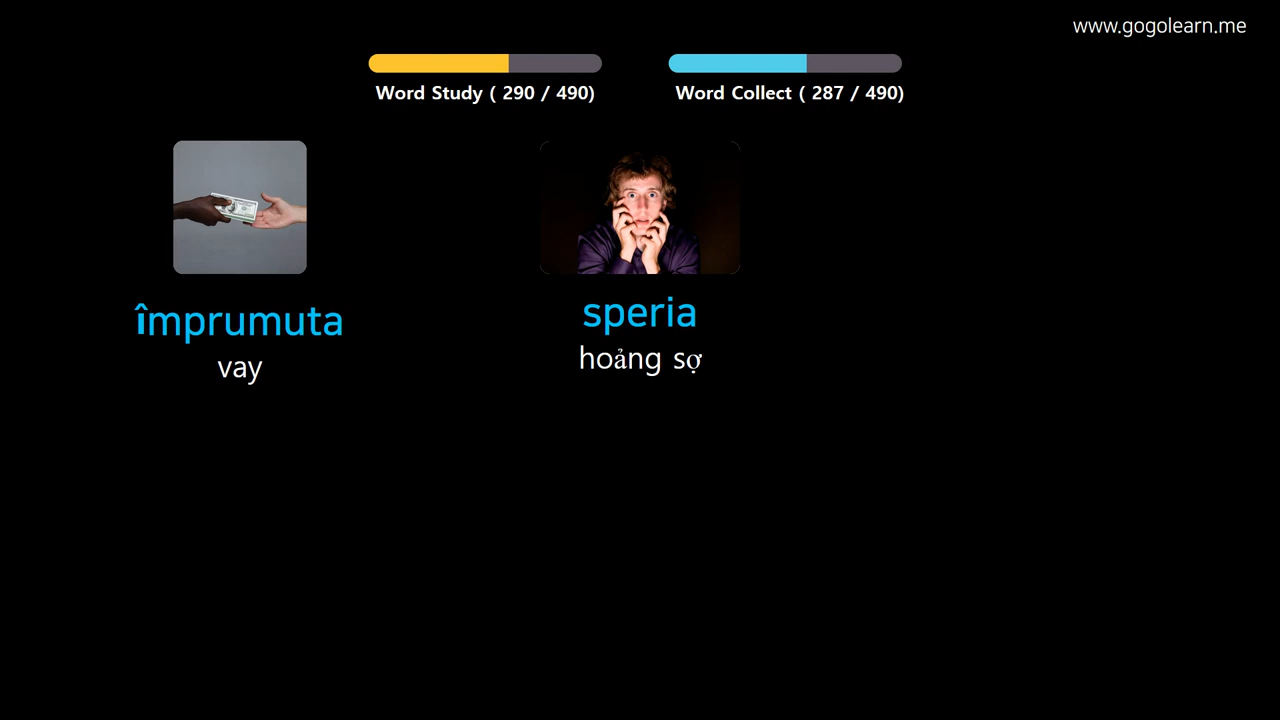 www.gogolearn.me
Word Study ( 290 / 490)
Word Collect ( 287 / 490)
împrumuta
vay
speria
hoảng sợ